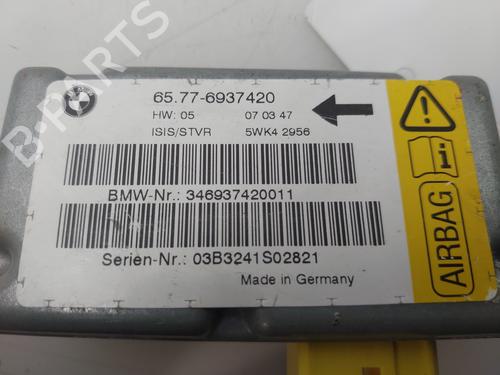 65.77-6937420
HW: 05 07 03 47
ISIS/STVR 5WK4 2956
BMW-Nr.: 346937420011
Serien-Nr.: 03B3241S02821
Made in Germany
AIRBAG
B-PARTS